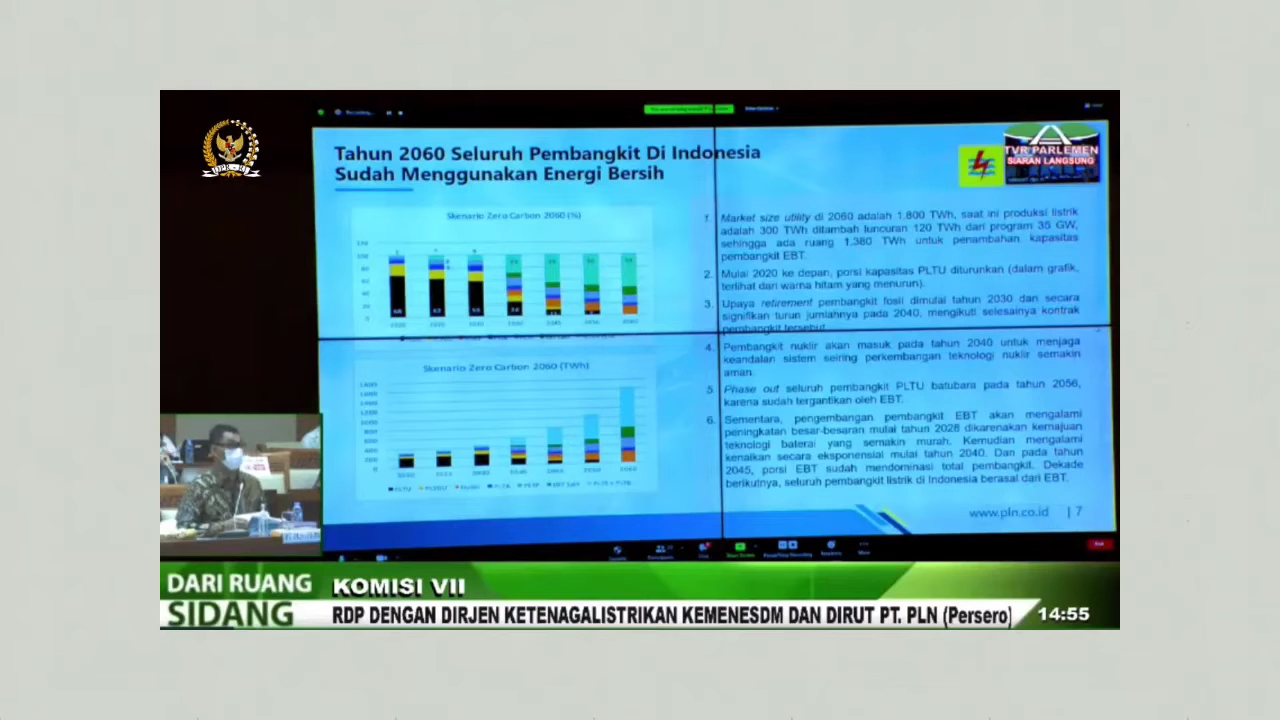 DPR - RI
Tahun 2060 Seluruh Pembangkit Di Indonesia
Sudah Menggunakan Energi Bersih
TVR PARLEMEN
SIARAN LANGSUNG
Skenario Zero Carbon 2060 (%)
1. Market size utility di 2060 adalah 1.800 TWh, saat ini produksi listrik
adalah 300 TWh ditambah luncuran 120 TWh dari program 35 GW,
sehingga ada ruang 1.380 TWh untuk penambahan kapasitas
pembangkit EBT.
2. Mulai 2020 ke depan, porsi kapasitas PLTU diturunkan (dalam grafik,
terlihat dari warna hitam yang menurun).
3. Upaya retirement pembangkit fosil dimulai tahun 2030 dan secara
signifikan turun jumlahnya pada 2040, mengikuti selesainya kontrak
pembangkit tersebut.
4. Pembangkit nuklir akan masuk pada tahun 2040 untuk menjaga
keandalan sistem seiring perkembangan teknologi nuklir semakin
aman.
5. Phase out seluruh pembangkit PLTU batubara pada tahun 2056,
karena sudah tergantikan oleh EBT.
6. Sementara, pengembangan pembangkit EBT akan mengalami
peningkatan besar-besaran mulai tahun 2028 dikarenakan kemajuan
teknologi baterai yang semakin murah. Kemudian mengalami
kenaikan secara eksponensial mulai tahun 2040. Dan pada tahun
2045, porsi EBT sudah mendominasi total pembangkit. Dekade
berikutnya, seluruh pembangkit listrik di Indonesia berasal dari EBT.
Skenario Zero Carbon 2060 (TWh)
www.pln.co.id | 7
DARI RUANG
SIDANG
KOMISI VII
RDP DENGAN DIRJEN KETENAGALISTRIKAN KEMENESDM DAN DIRUT PT. PLN (Persero)
14:55